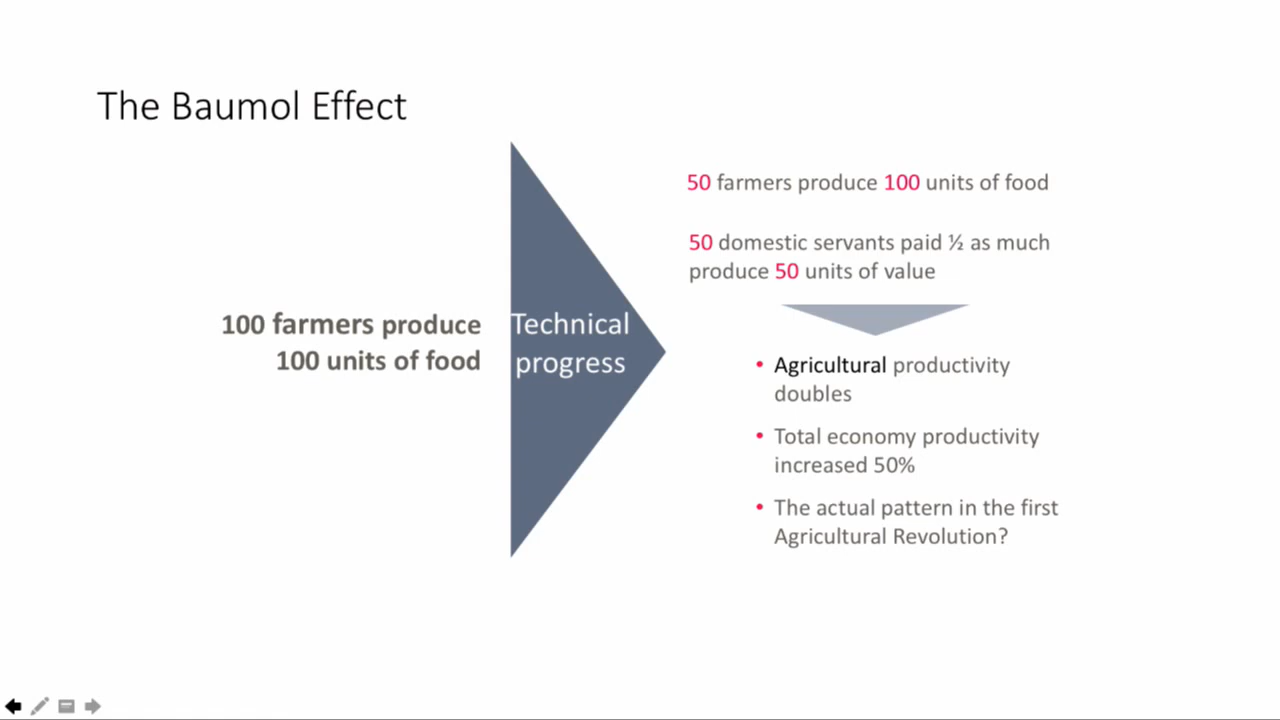 The Baumol Effect
100 farmers produce
100 units of food
Technical
progress
50 farmers produce 100 units of food
50 domestic servants paid ½ as much
produce 50 units of value
• Agricultural productivity
doubles
• Total economy productivity
increased 50%
• The actual pattern in the first
Agricultural Revolution?